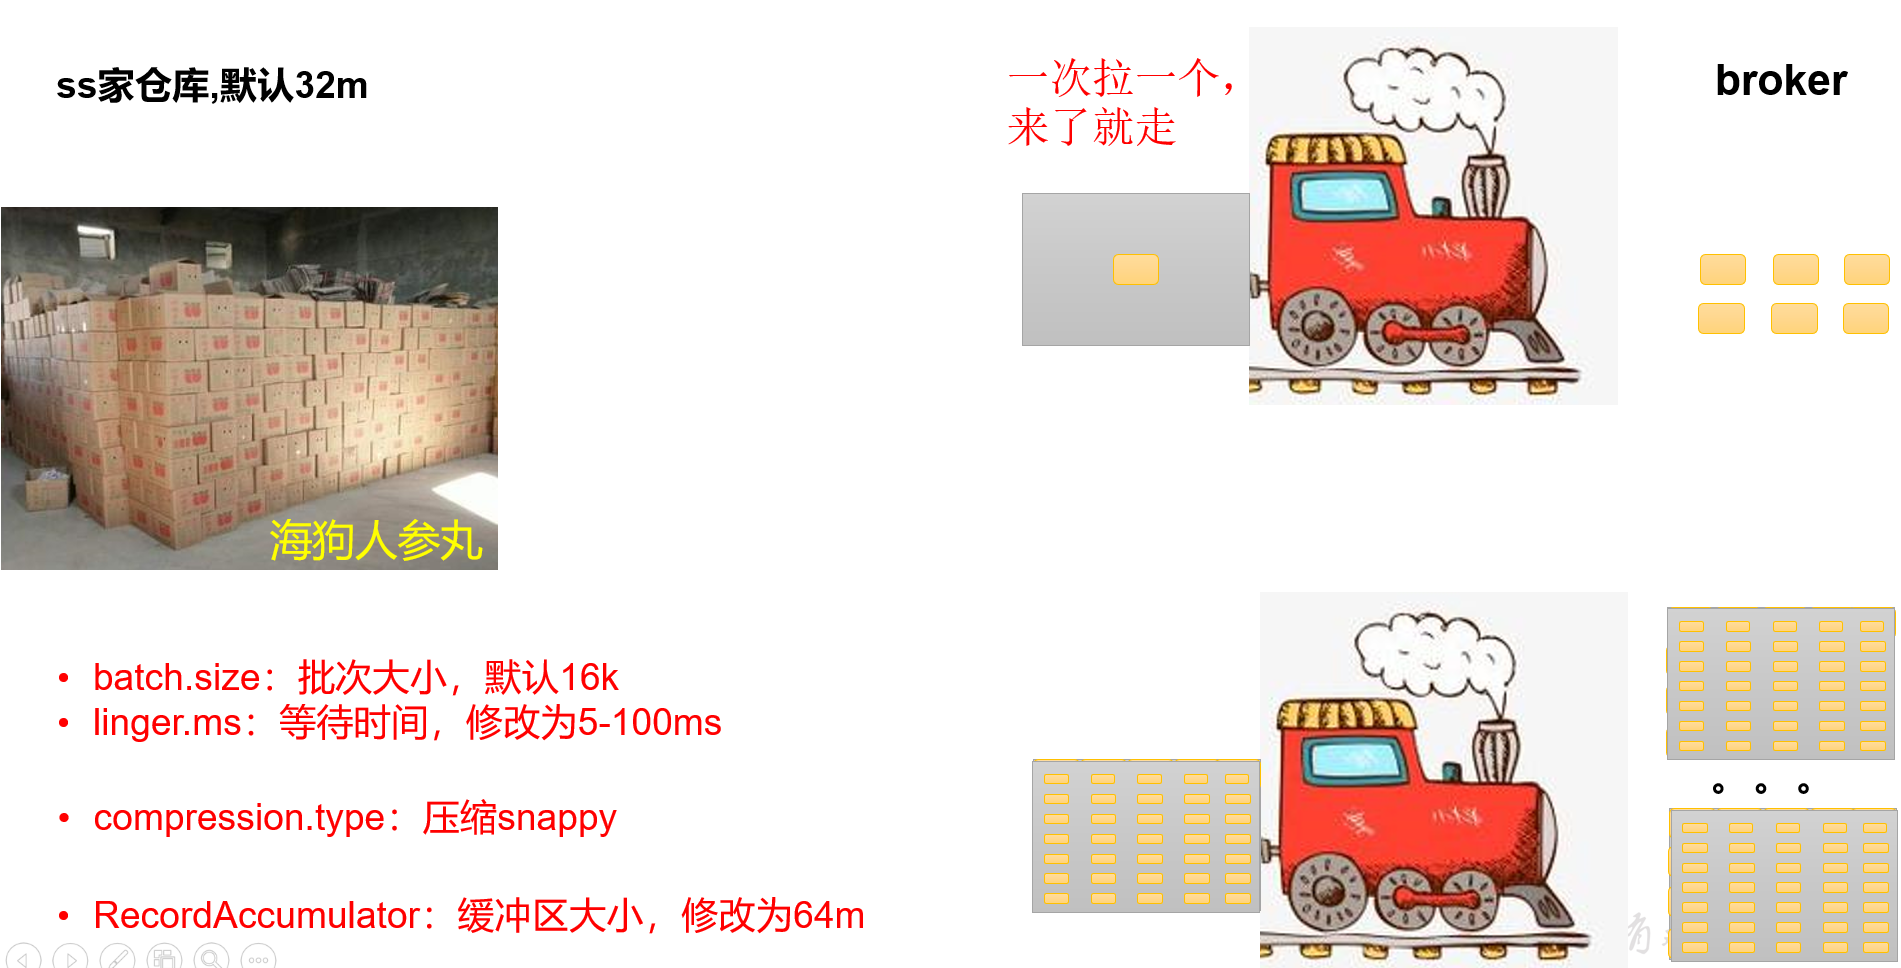 ss家仓库,默认32m
一次拉一个，
来了就走
broker
海狗人参丸
• batch.size：批次大小，默认16k
• linger.ms：等待时间，修改为5-100ms
• compression.type：压缩snappy
• RecordAccumulator：缓冲区大小，修改为64m